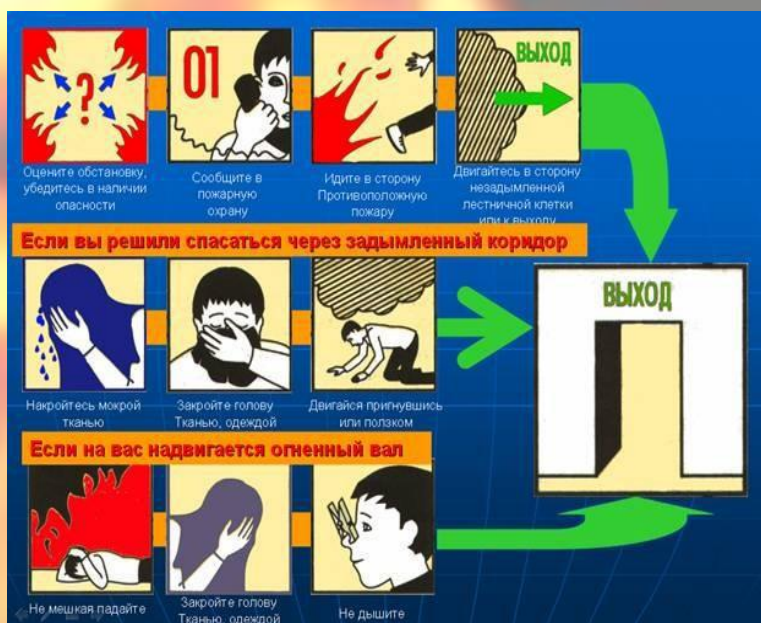 ?
01
ВЫХОД
Оцените обстановку,
убедитесь в наличии
опасности
Сообщите в
пожарную
охрану
Идите в сторону
Противоположную
пожару
Двигайтесь в сторону
незадымленной
лестничной клетки
или к выходу
Если вы решили спасаться через задымленный коридор
ВЫХОД
Накройтесь мокрой
тканью
Закройте голову
Тканью, одеждой
Двигайся пригнувшись
или ползком
Если на вас надвигается огненный вал
Не мешкая падайте
Закройте голову
Тканью, одеждой
Не дышите